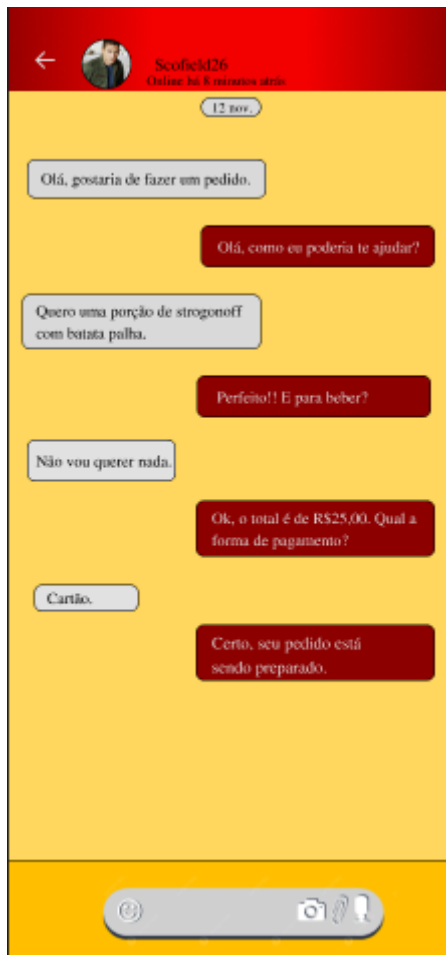 Scofield26
Online há 8 minutos atrás
12 nov.
Olá, gostaria de fazer um pedido.
Olá, como eu poderia te ajudar?
Quero uma porção de strogonoff
com batata palha.
Perfeito!! E para beber?
Não vou querer nada.
Ok, o total é de R$25,00. Qual a
forma de pagamento?
Cartão.
Certo, seu pedido está
sendo preparado.